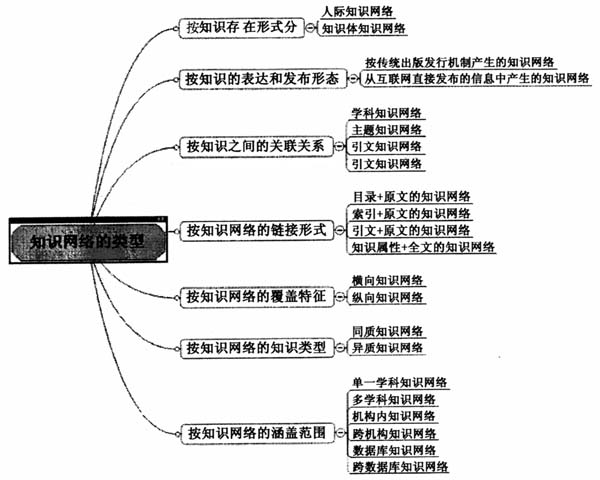 知识网络的类型
按知识存 在形式分
人际知识网络
知识体知识网络
按知识的表达和发布形态
按传统出版发行机制产生的知识网络
从互联网直接发布的信息中产生的知识网络
按知识之间的关联关系
学科知识网络
主题知识网络
引文知识网络
引文知识网络
按知识网络的链接形式
目录+原文的知识网络
索引+原文的知识网络
引文+原文的知识网络
知识属性+全文的知识网络
按知识网络的覆盖特征
横向知识网络
纵向知识网络
按知识网络的知识类型
同质知识网络
异质知识网络
按知识网络的涵盖范围
单一学科知识网络
多学科知识网络
机构内知识网络
跨机构知识网络
数据库知识网络
跨数据库知识网络